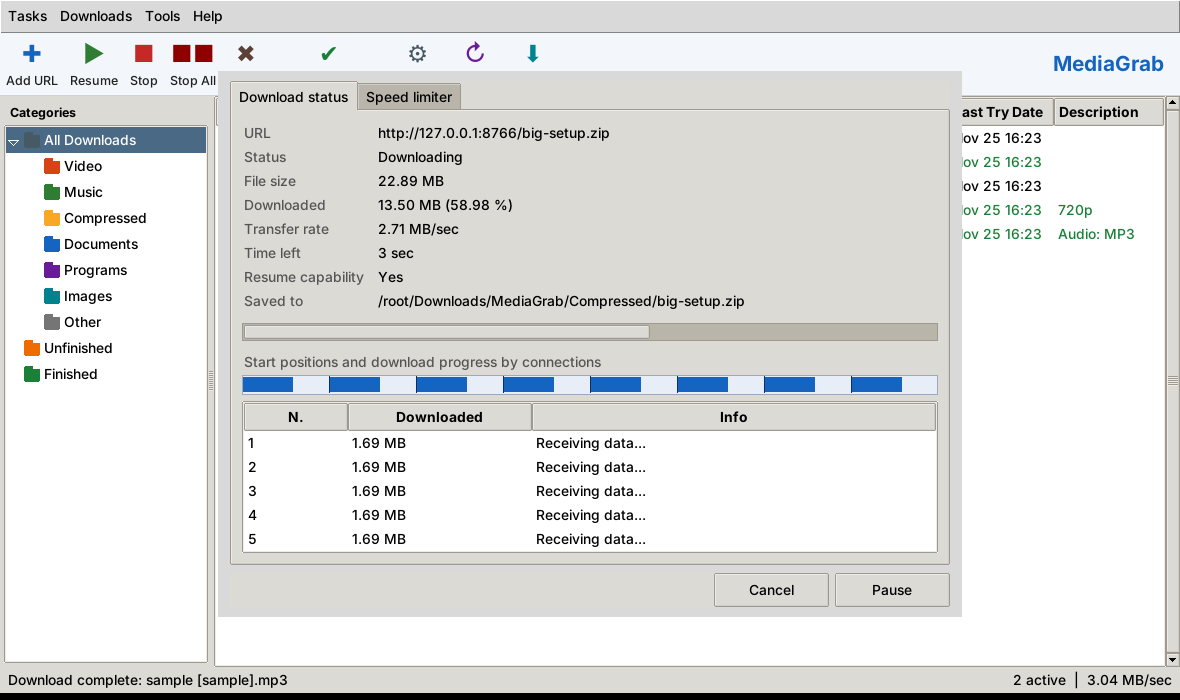 Tasks Downloads Tools Help
Add URL Resume Stop Stop All
MediaGrab
Categories
All Downloads
Video
Music
Compressed
Documents
Programs
Images
Other
Unfinished
Finished
Download status Speed limiter
URL http://127.0.0.1:8766/big-setup.zip
Status Downloading
File size 22.89 MB
Downloaded 13.50 MB (58.98 %)
Transfer rate 2.71 MB/sec
Time left 3 sec
Resume capability Yes
Saved to /root/Downloads/MediaGrab/Compressed/big-setup.zip
Start positions and download progress by connections
N. Downloaded Info
1 1.69 MB Receiving data...
2 1.69 MB Receiving data...
3 1.69 MB Receiving data...
4 1.69 MB Receiving data...
5 1.69 MB Receiving data...
Cancel Pause
ast Try Date Description
ov 25 16:23
ov 25 16:23
ov 25 16:23
ov 25 16:23 720p
ov 25 16:23 Audio: MP3
Download complete: sample [sample].mp3
2 active | 3.04 MB/sec